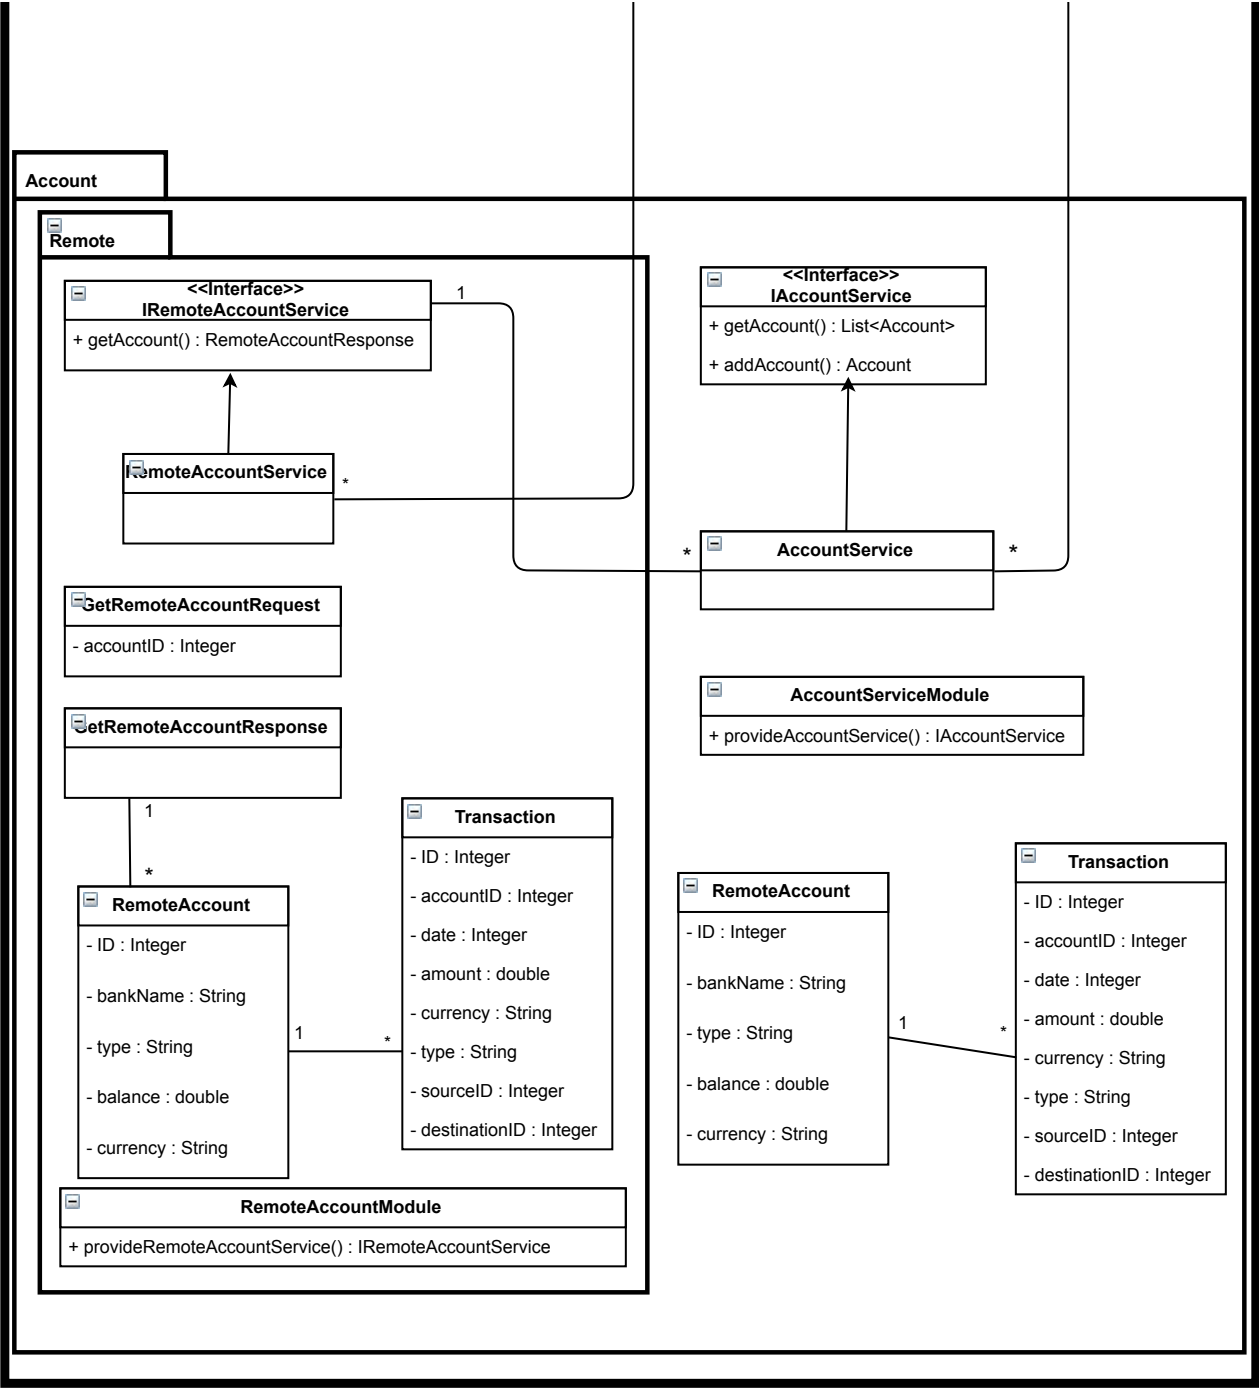 Account
Remote
<<Interface>>
IRemoteAccountService
+ getAccount() : RemoteAccountResponse
1
<<Interface>>
IAccountService
+ getAccount() : List<Account>
+ addAccount() : Account
RemoteAccountService
*
*
AccountService
*
GetRemoteAccountRequest
- accountID : Integer
GetRemoteAccountResponse
1
*
AccountServiceModule
+ provideAccountService() : IAccountService
RemoteAccount
- ID : Integer
- bankName : String
- type : String
- balance : double
- currency : String
1
*
Transaction
- ID : Integer
- accountID : Integer
- date : Integer
- amount : double
- currency : String
- type : String
- sourceID : Integer
- destinationID : Integer
RemoteAccount
- ID : Integer
- bankName : String
- type : String
- balance : double
- currency : String
1
*
Transaction
- ID : Integer
- accountID : Integer
- date : Integer
- amount : double
- currency : String
- type : String
- sourceID : Integer
- destinationID : Integer
RemoteAccountModule
+ provideRemoteAccountService() : IRemoteAccountService